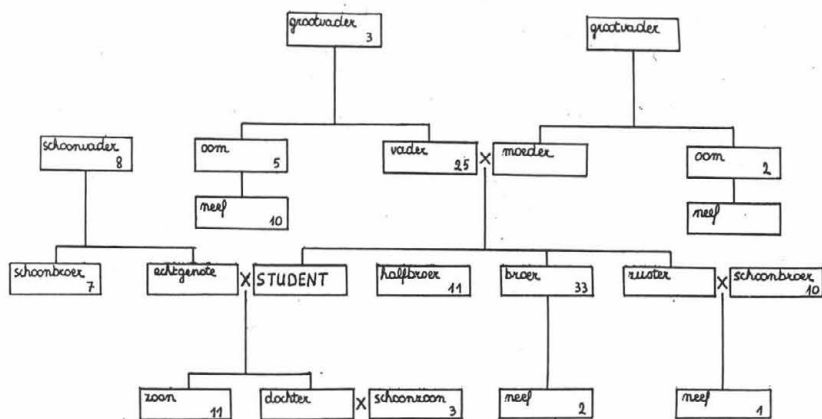 grootvader
3
grootvader
schoonvader
8
oom
5
vader
25
X
moeder
oom
2
neef
10
neef
schoonbroer
7
echtgenote
X
STUDENT
halfbroer
11
broer
33
zuster
X
schoonbroer
10
zoon
11
dochter
X
schoonzoon
3
neef
2
neef
1